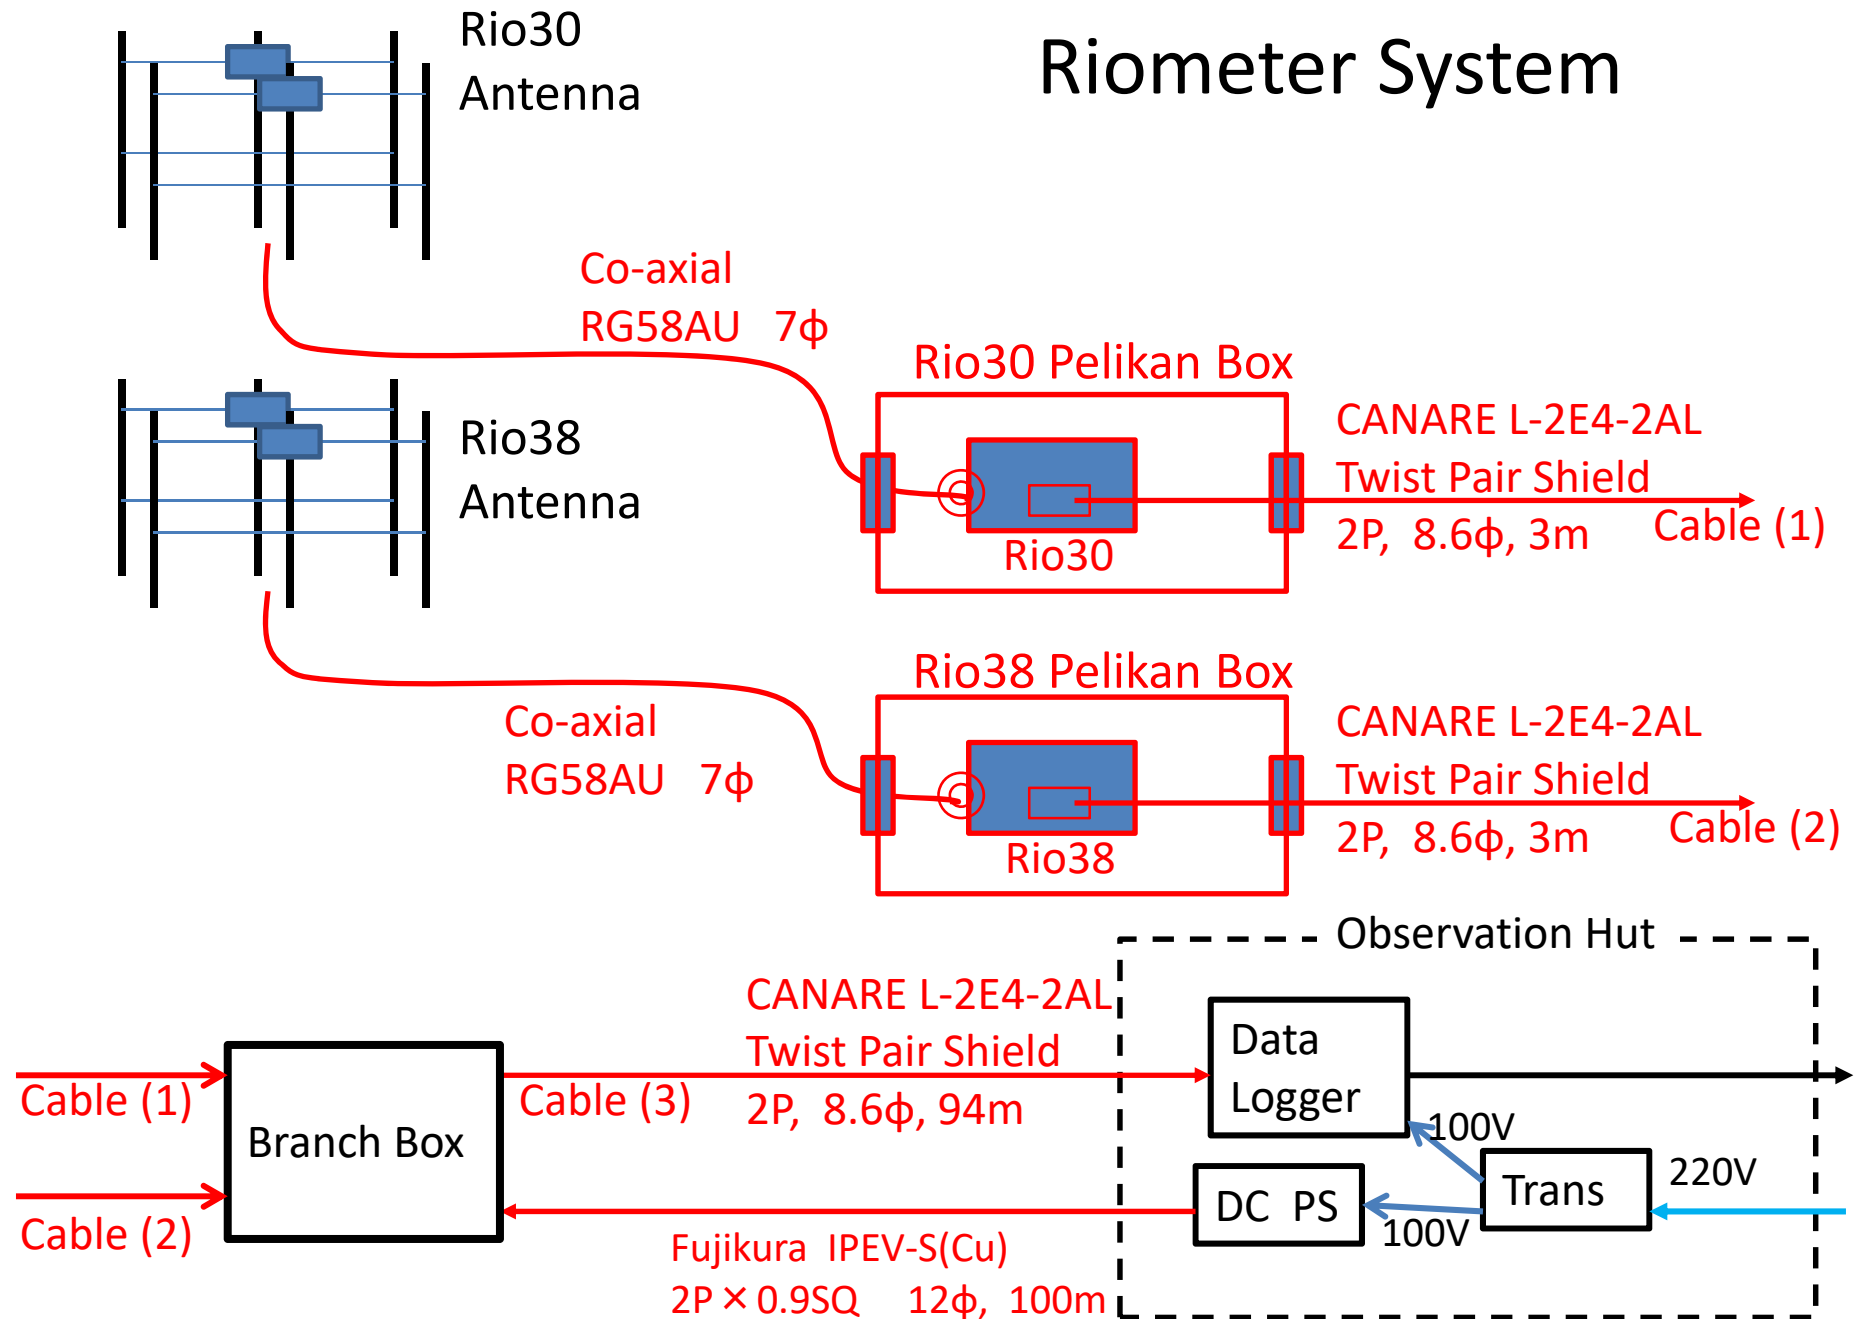 Riometer System
Rio30
Antenna
Co-axial
RG58AU 7ϕ
Rio30 Pelikan Box
Rio30
CANARE L-2E4-2AL
Twist Pair Shield
2P, 8.6ϕ, 3m
Cable (1)
Rio38
Antenna
Co-axial
RG58AU 7ϕ
Rio38 Pelikan Box
Rio38
CANARE L-2E4-2AL
Twist Pair Shield
2P, 8.6ϕ, 3m
Cable (2)
Cable (1)
Cable (2)
Branch Box
Cable (3)
CANARE L-2E4-2AL
Twist Pair Shield
2P, 8.6ϕ, 94m
Fujikura IPEV-S(Cu)
2P×0.9SQ 12ϕ, 100m
Observation Hut
Data
Logger
100V
DC PS
100V
Trans
220V